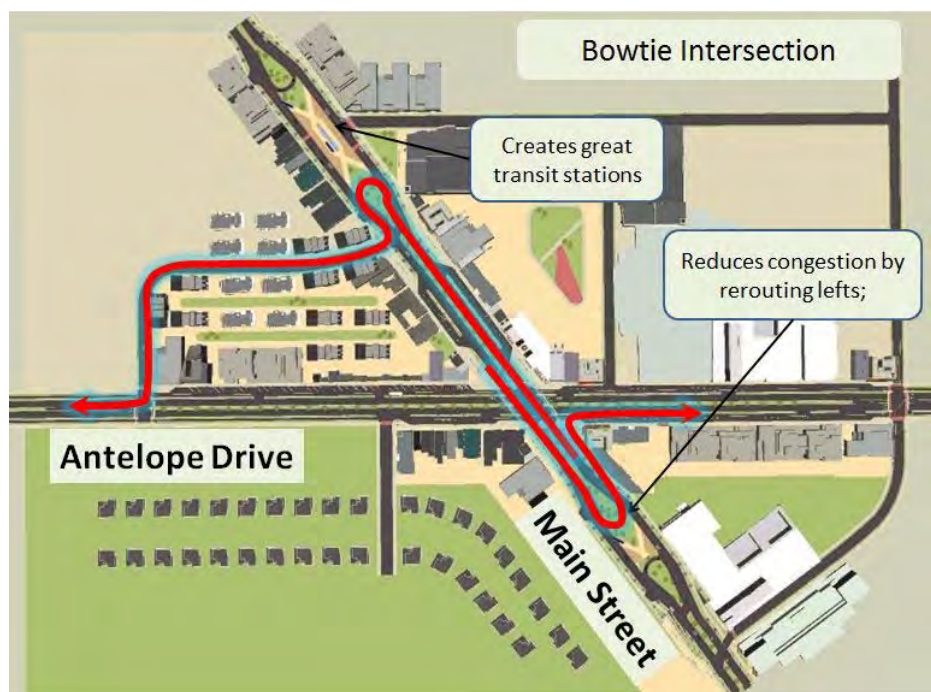 Bowtie Intersection
Creates great
transit stations
Reduces congestion by
rerouting lefts;
Antelope Drive
Main Street